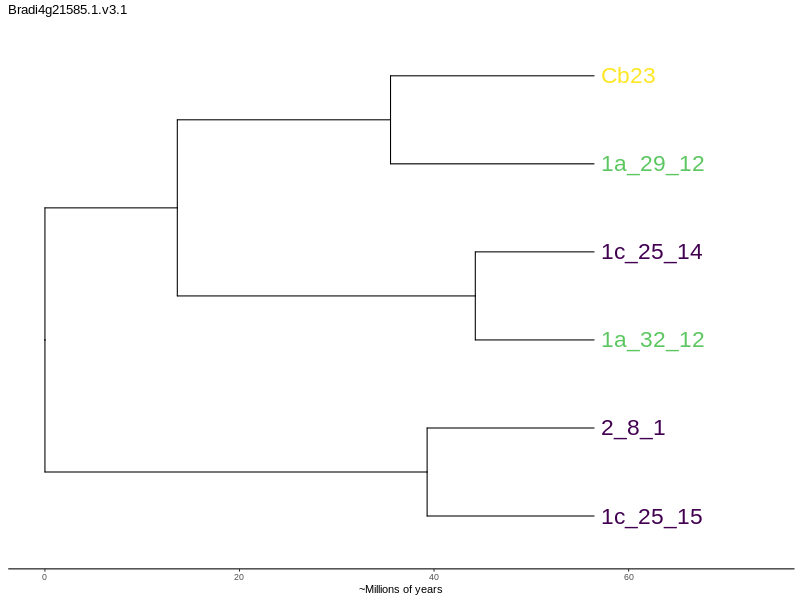 Bradi4g21585.1.v3.1
Cb23
1a_29_12
1c_25_14
1a_32_12
2_8_1
1c_25_15
0 20 40 60
~Millions of years